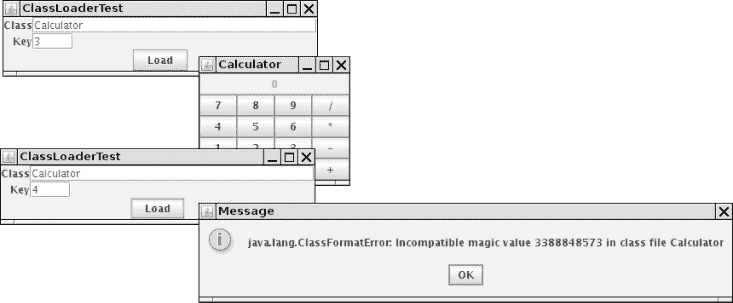 ClassLoaderTest
Class Calculator
Key 3
Load
Calculator
0
7 8 9 /
4 5 6 *
1 2 3 -
+
ClassLoaderTest
Class Calculator
Key 4
Load
Message
java.lang.ClassFormatError: Incompatible magic value 3388848573 in class file Calculator
OK